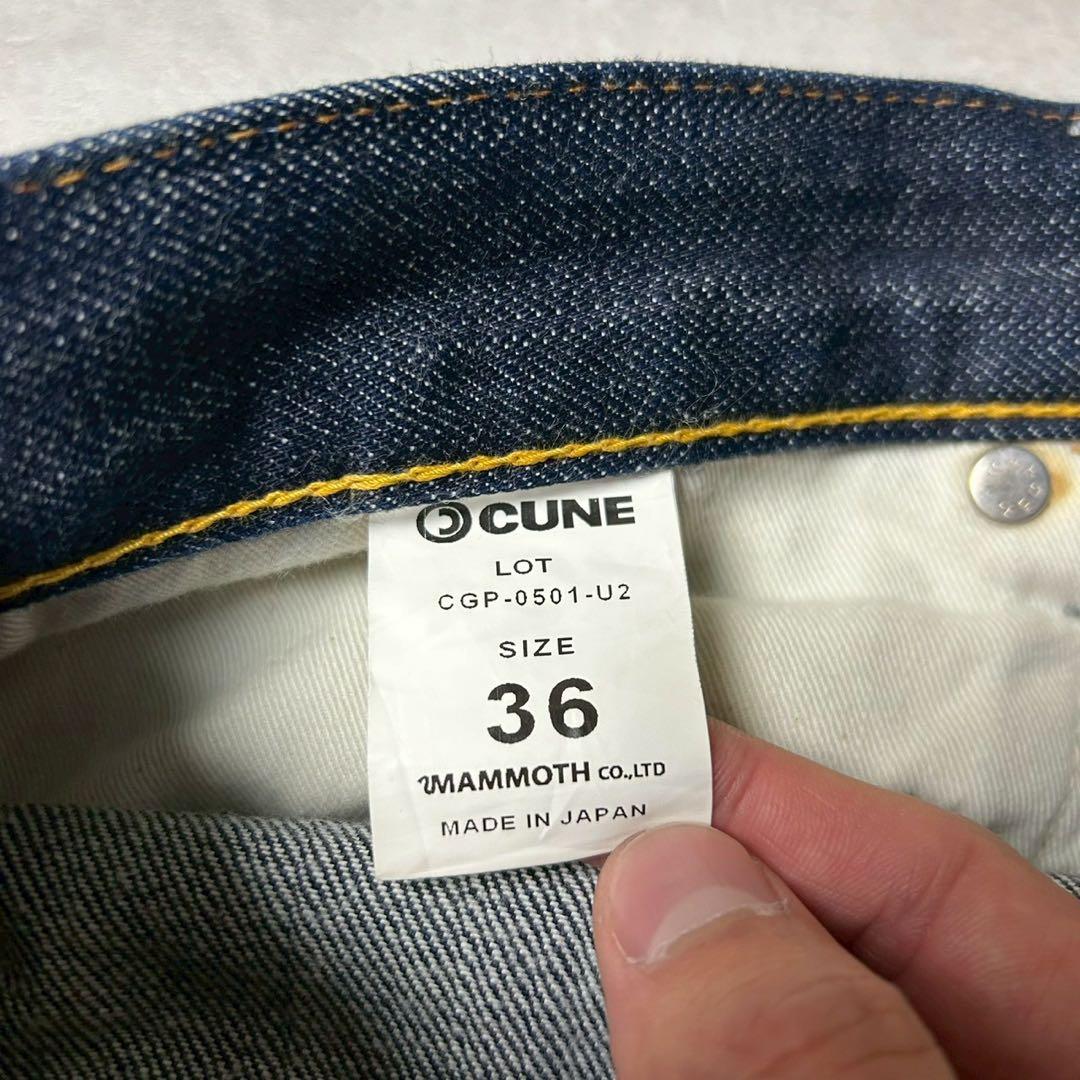 CUNE
LOT
CGP-0501-U2
SIZE
36
MAMMOTH CO.,LTD
MADE IN JAPAN